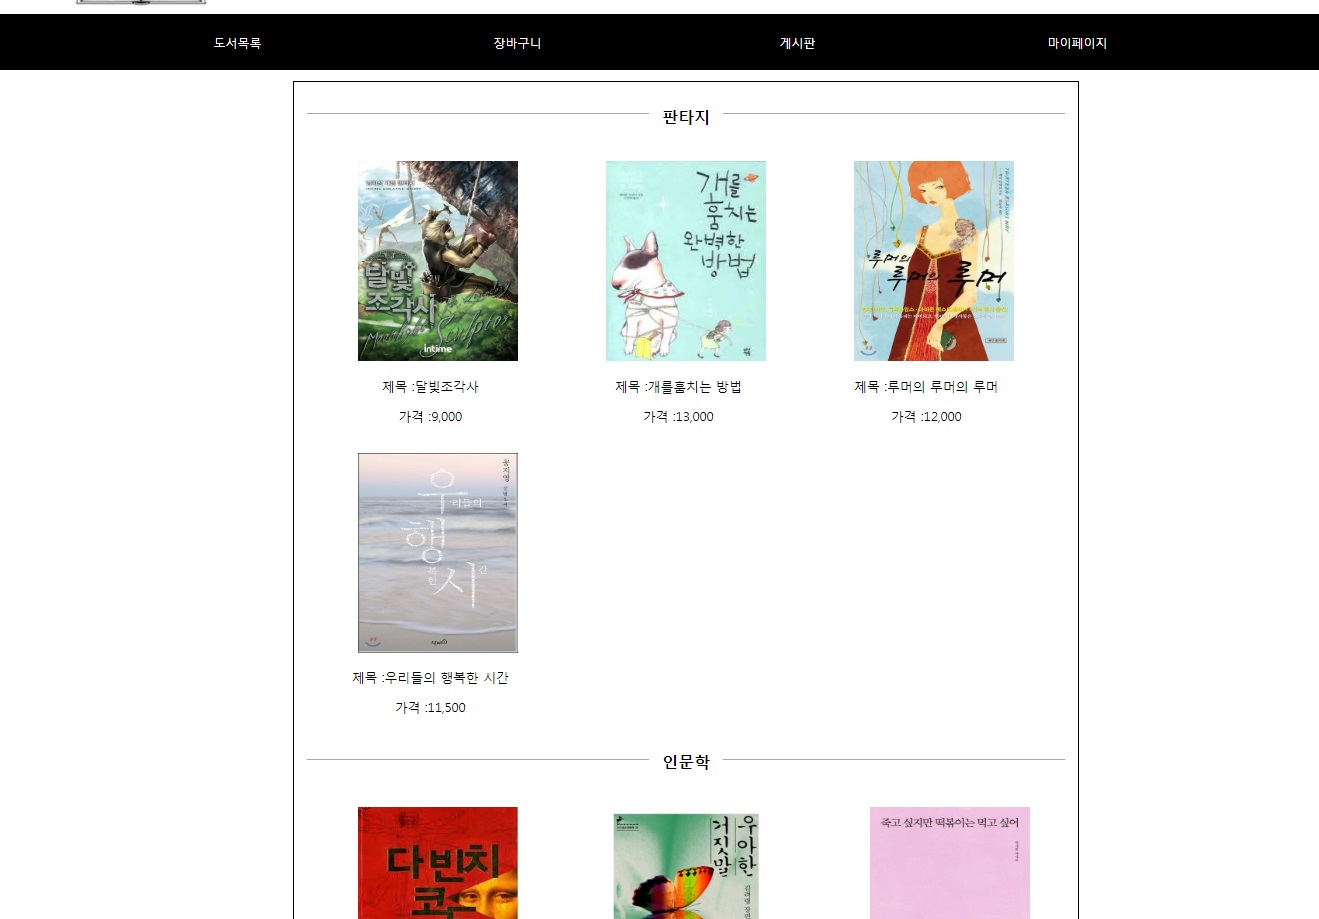 도서목록
장바구니
게시판
마이페이지
판타지
달빛
조각사
Moonlight Sculptor
intime
개를
훔치는
완벽한
방법
루머의
루머의 루머
제목 :달빛조각사
가격 :9,000
제목 :개를훔치는 방법
가격 :13,000
제목 :루머의 루머의 루머
가격 :12,000
공지영
우리들의
행복한
시간
제목 :우리들의 행복한 시간
가격 :11,500
인문학
다빈치
코드
우아한
거짓말
김려령
죽고 싶지만 떡볶이는 먹고 싶어